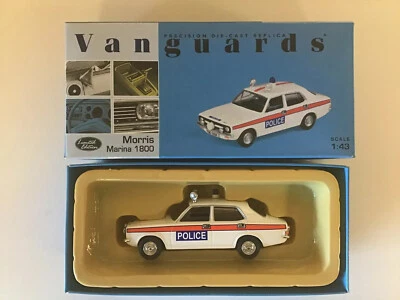 Vanguards
PRECISION DIE-CAST REPLICA
POLICE
Limited
Edition
Morris
Marina 1800
SCALE
1:43
POLICE